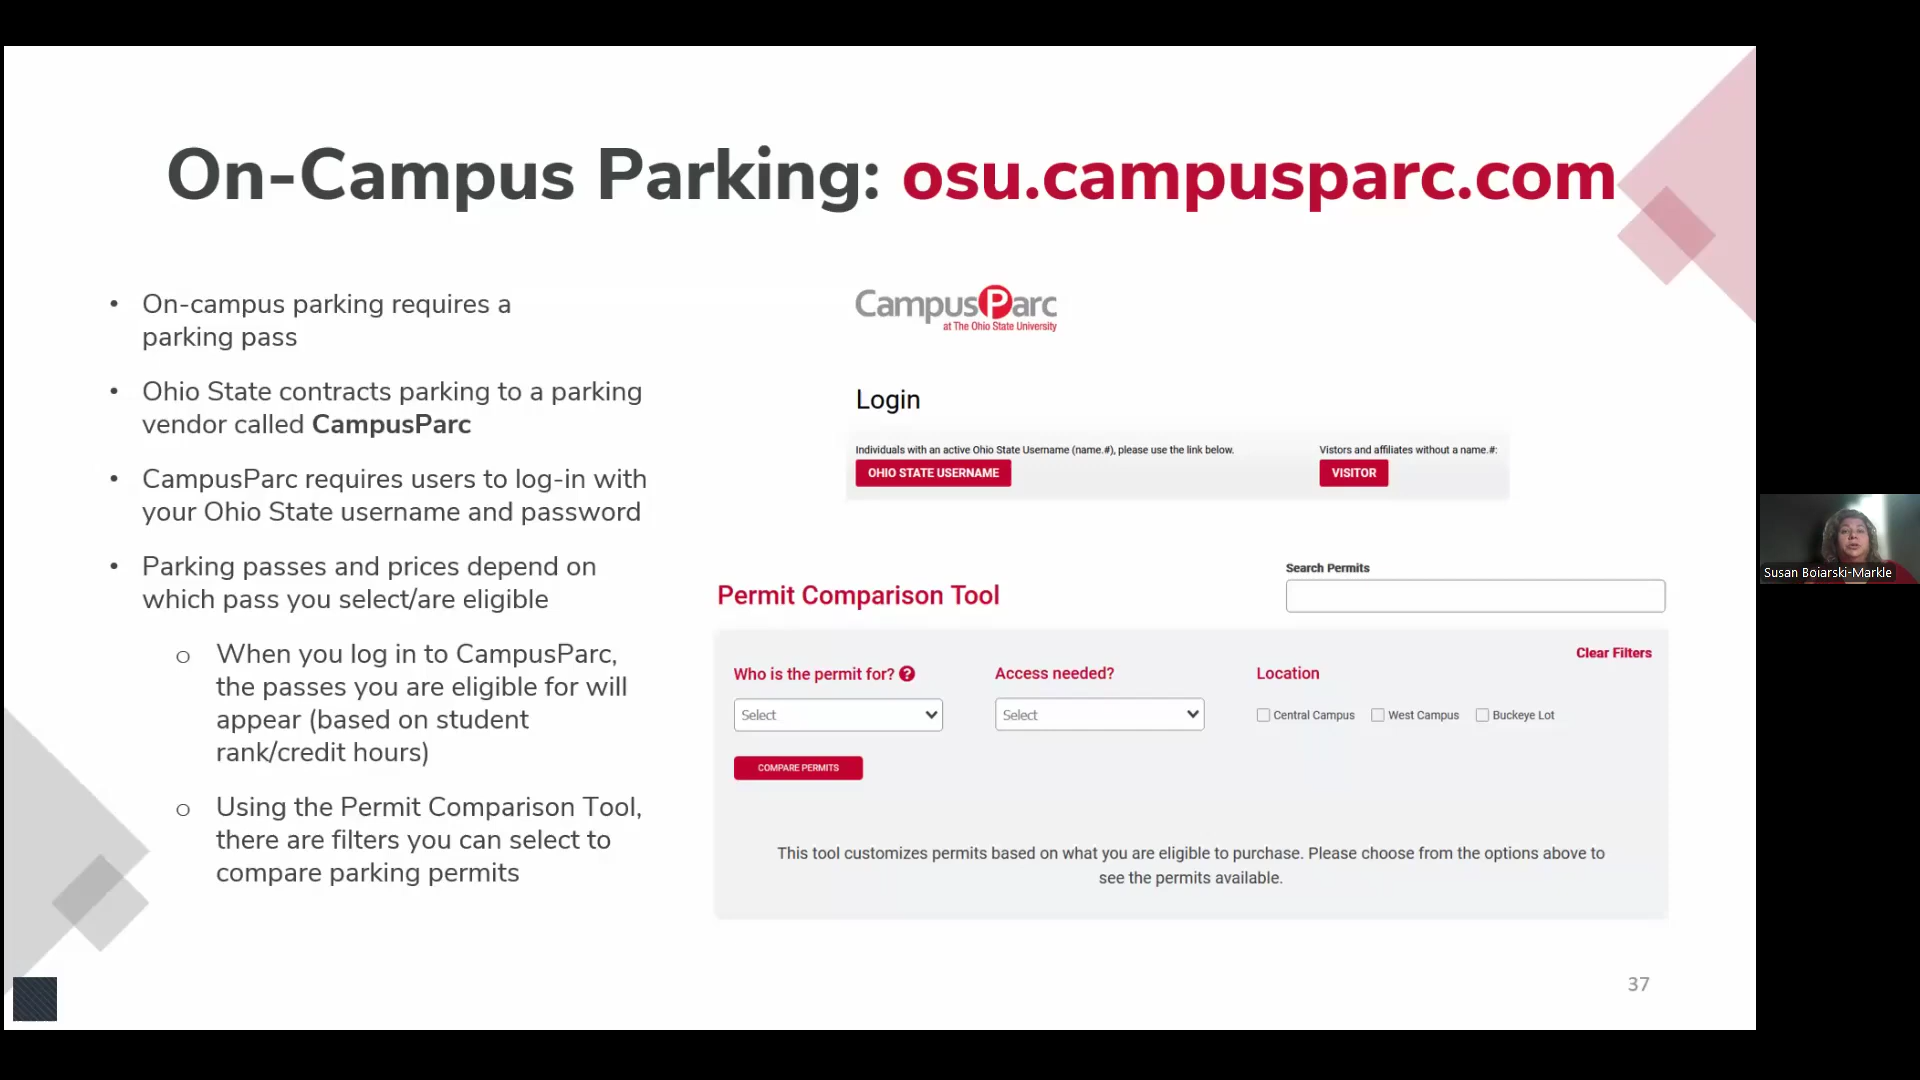 On-Campus Parking: osu.campusparc.com
• On-campus parking requires a
parking pass
• Ohio State contracts parking to a parking
vendor called CampusParc
• CampusParc requires users to log-in with
your Ohio State username and password
• Parking passes and prices depend on
which pass you select/are eligible
o When you log in to CampusParc,
the passes you are eligible for will
appear (based on student
rank/credit hours)
o Using the Permit Comparison Tool,
there are filters you can select to
compare parking permits
CampusParc
at The Ohio State University
Login
Individuals with an active Ohio State Username (name.#), please use the link below.
OHIO STATE USERNAME
Vistors and affiliates without a name.#:
VISITOR
Search Permits
Permit Comparison Tool
Clear Filters
Who is the permit for? ?
Access needed?
Location
Select
Select
Central Campus
West Campus
Buckeye Lot
COMPARE PERMITS
This tool customizes permits based on what you are eligible to purchase. Please choose from the options above to
see the permits available.
37
Susan Boiarski-Markle